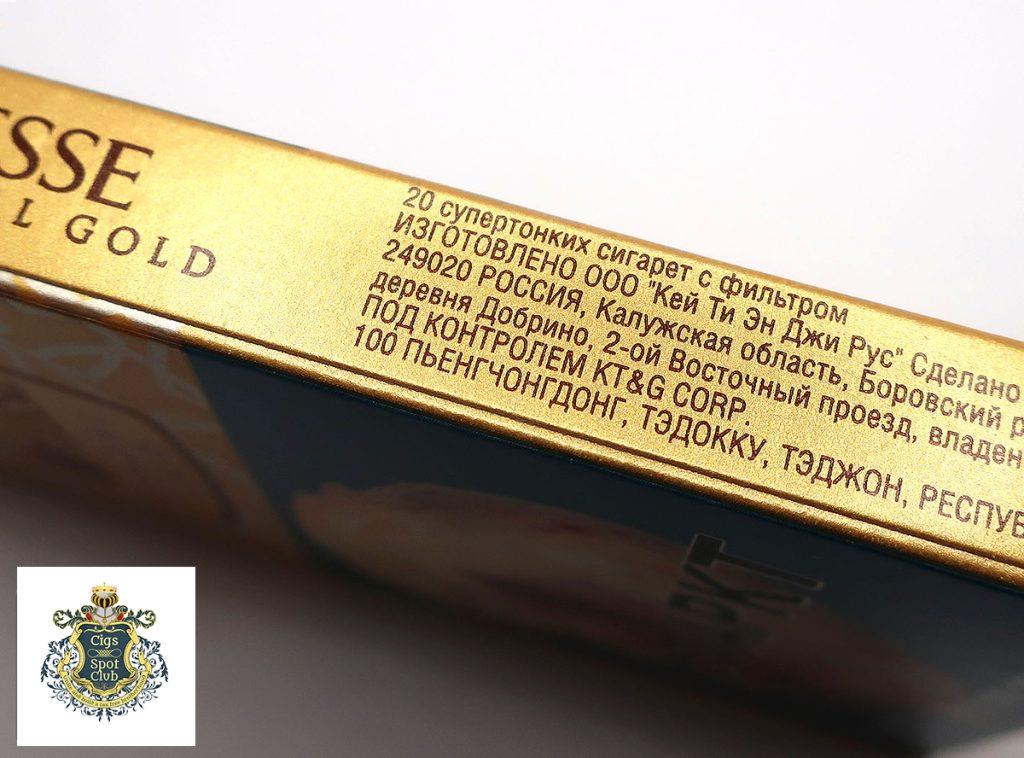 SSE
L GOLD
20 супертонких сигарет с фильтром
ИЗГОТОВЛЕНО ООО "Кей Ти Эн Джи Рус" Сделано
249020 РОССИЯ, Калужская область, Боровский р
деревня Добрино, 2-ой Восточный проезд, владен
ПОД КОНТРОЛЕМ KT&G CORP.
100 ПЬЕНГЧОНГДОНГ, ТЭДОККУ, ТЭДЖОН, РЕСПУБ
РКТ
Cigs
Spot
Club